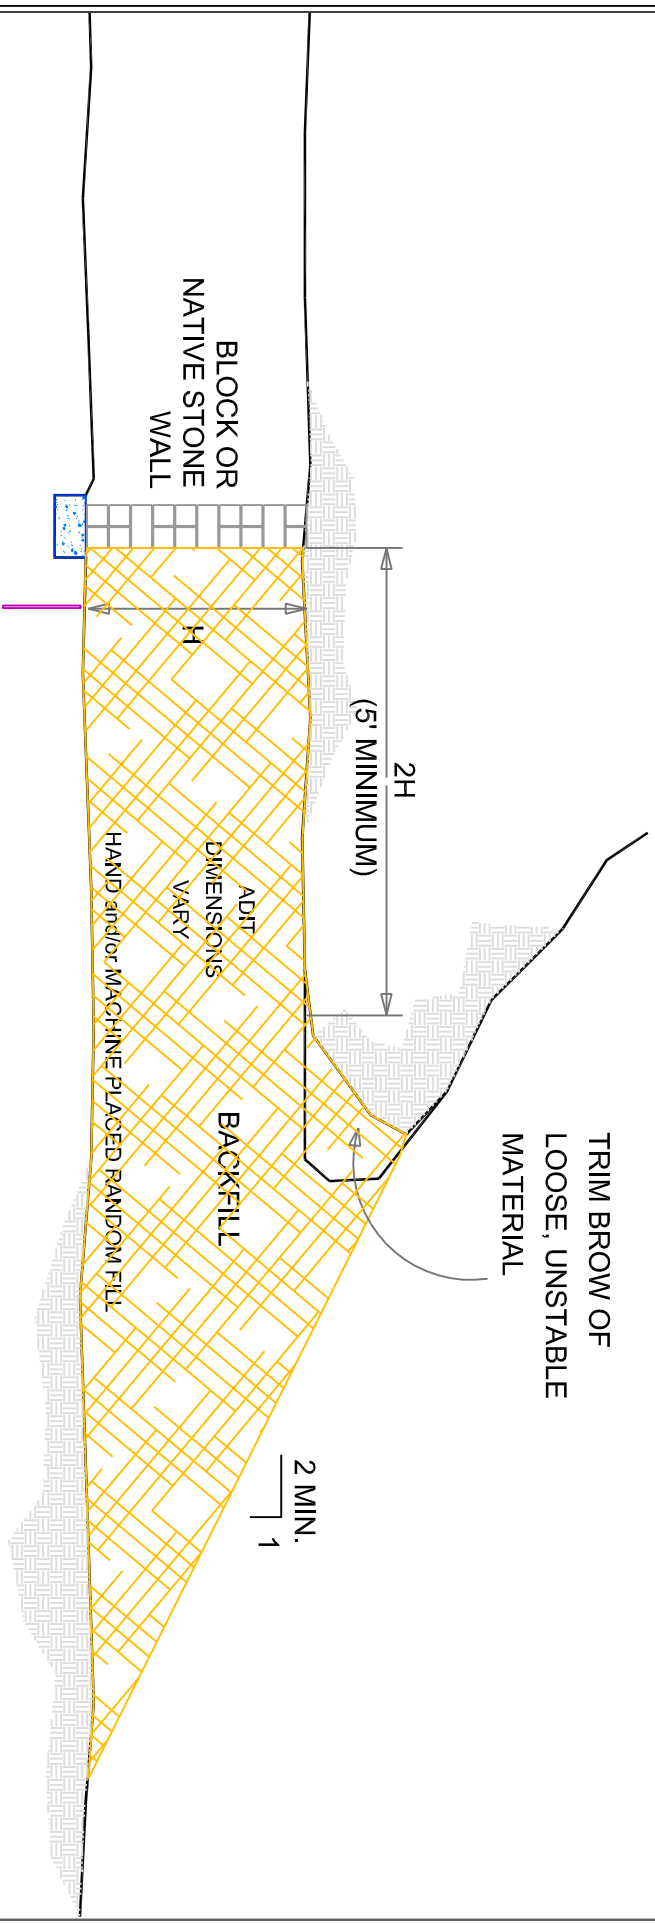 BLOCK OR
NATIVE STONE
WALL
2H
(5' MINIMUM)
H
ADIT
DIMENSIONS
VARY
HAND and/or MACHINE PLACED RANDOM FILL
BACKFILL
TRIM BROW OF
LOOSE, UNSTABLE
MATERIAL
2 MIN.
1